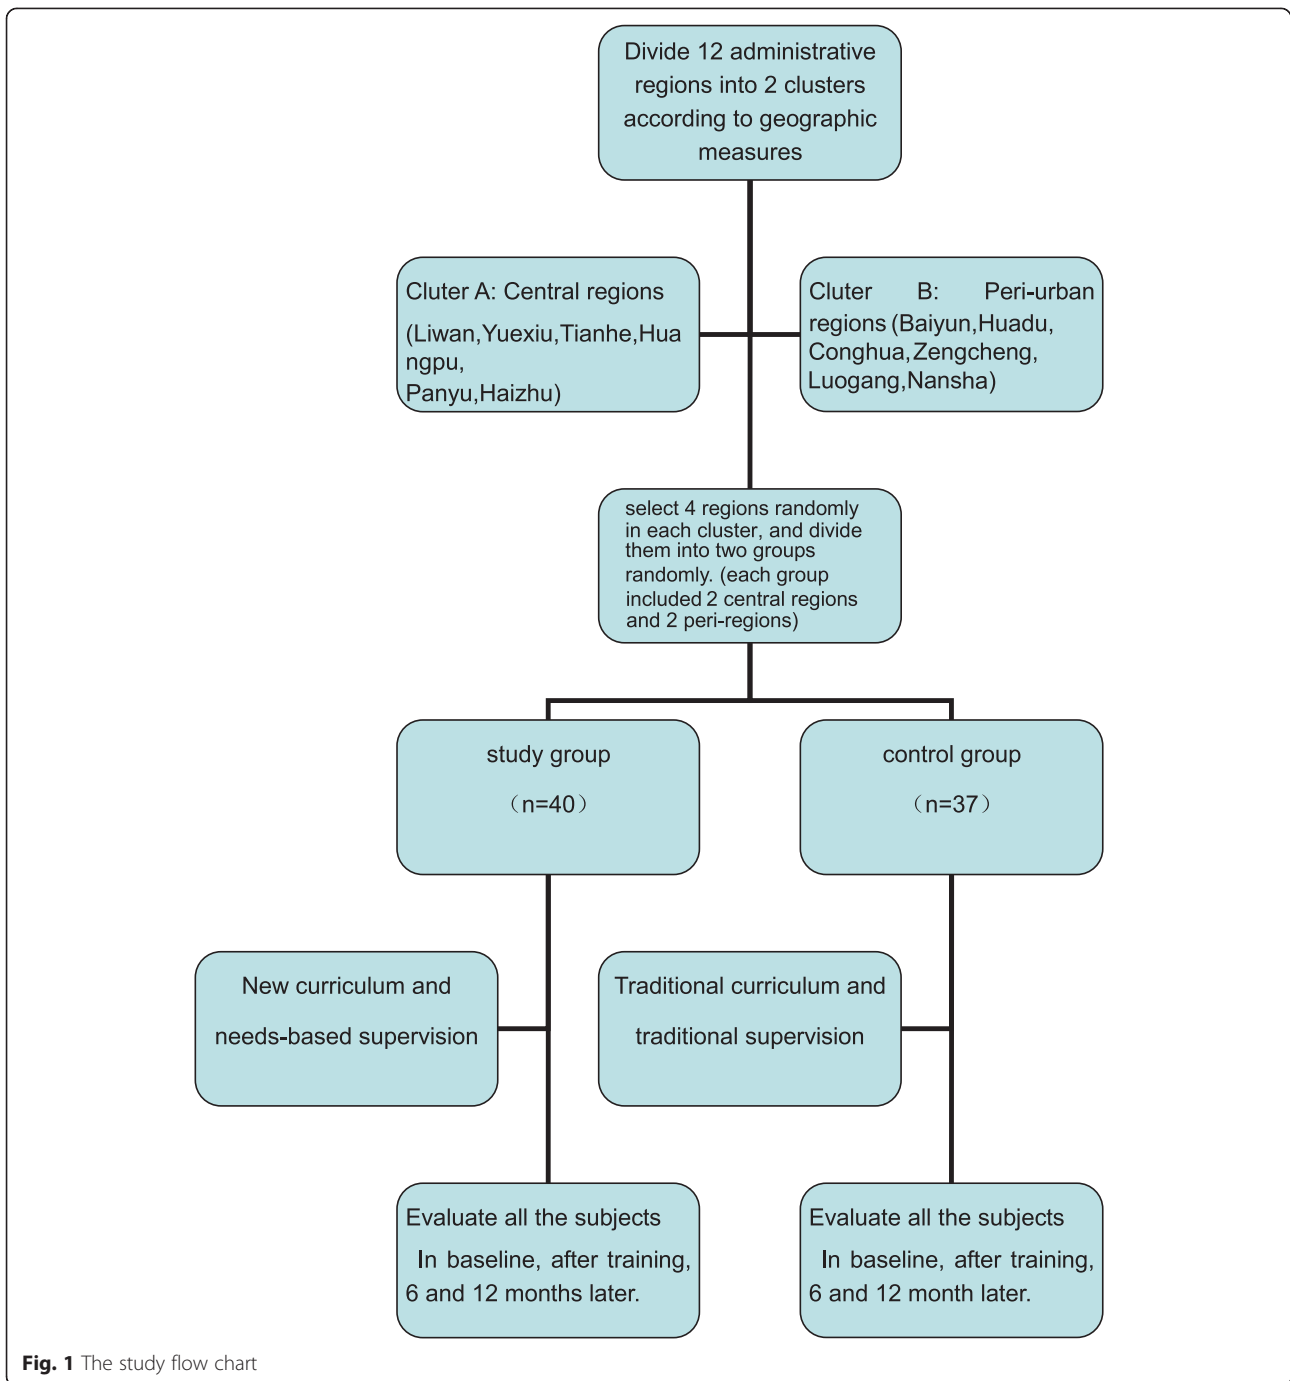 Divide 12 administrative
regions into 2 clusters
according to geographic
measures
Cluter A: Central regions
(Liwan,Yuexiu,Tianhe,Hua
ngpu,
Panyu,Haizhu)
Cluter B: Peri-urban
regions (Baiyun,Huadu,
Conghua,Zengcheng,
Luogang,Nansha)
select 4 regions randomly
in each cluster, and divide
them into two groups
randomly. (each group
included 2 central regions
and 2 peri-regions)
study group
（n=40）
control group
（n=37）
New curriculum and
needs-based supervision
Traditional curriculum and
traditional supervision
Evaluate all the subjects
In baseline, after training,
6 and 12 months later.
Evaluate all the subjects
In baseline, after training,
6 and 12 month later.
Fig. 1 The study flow chart